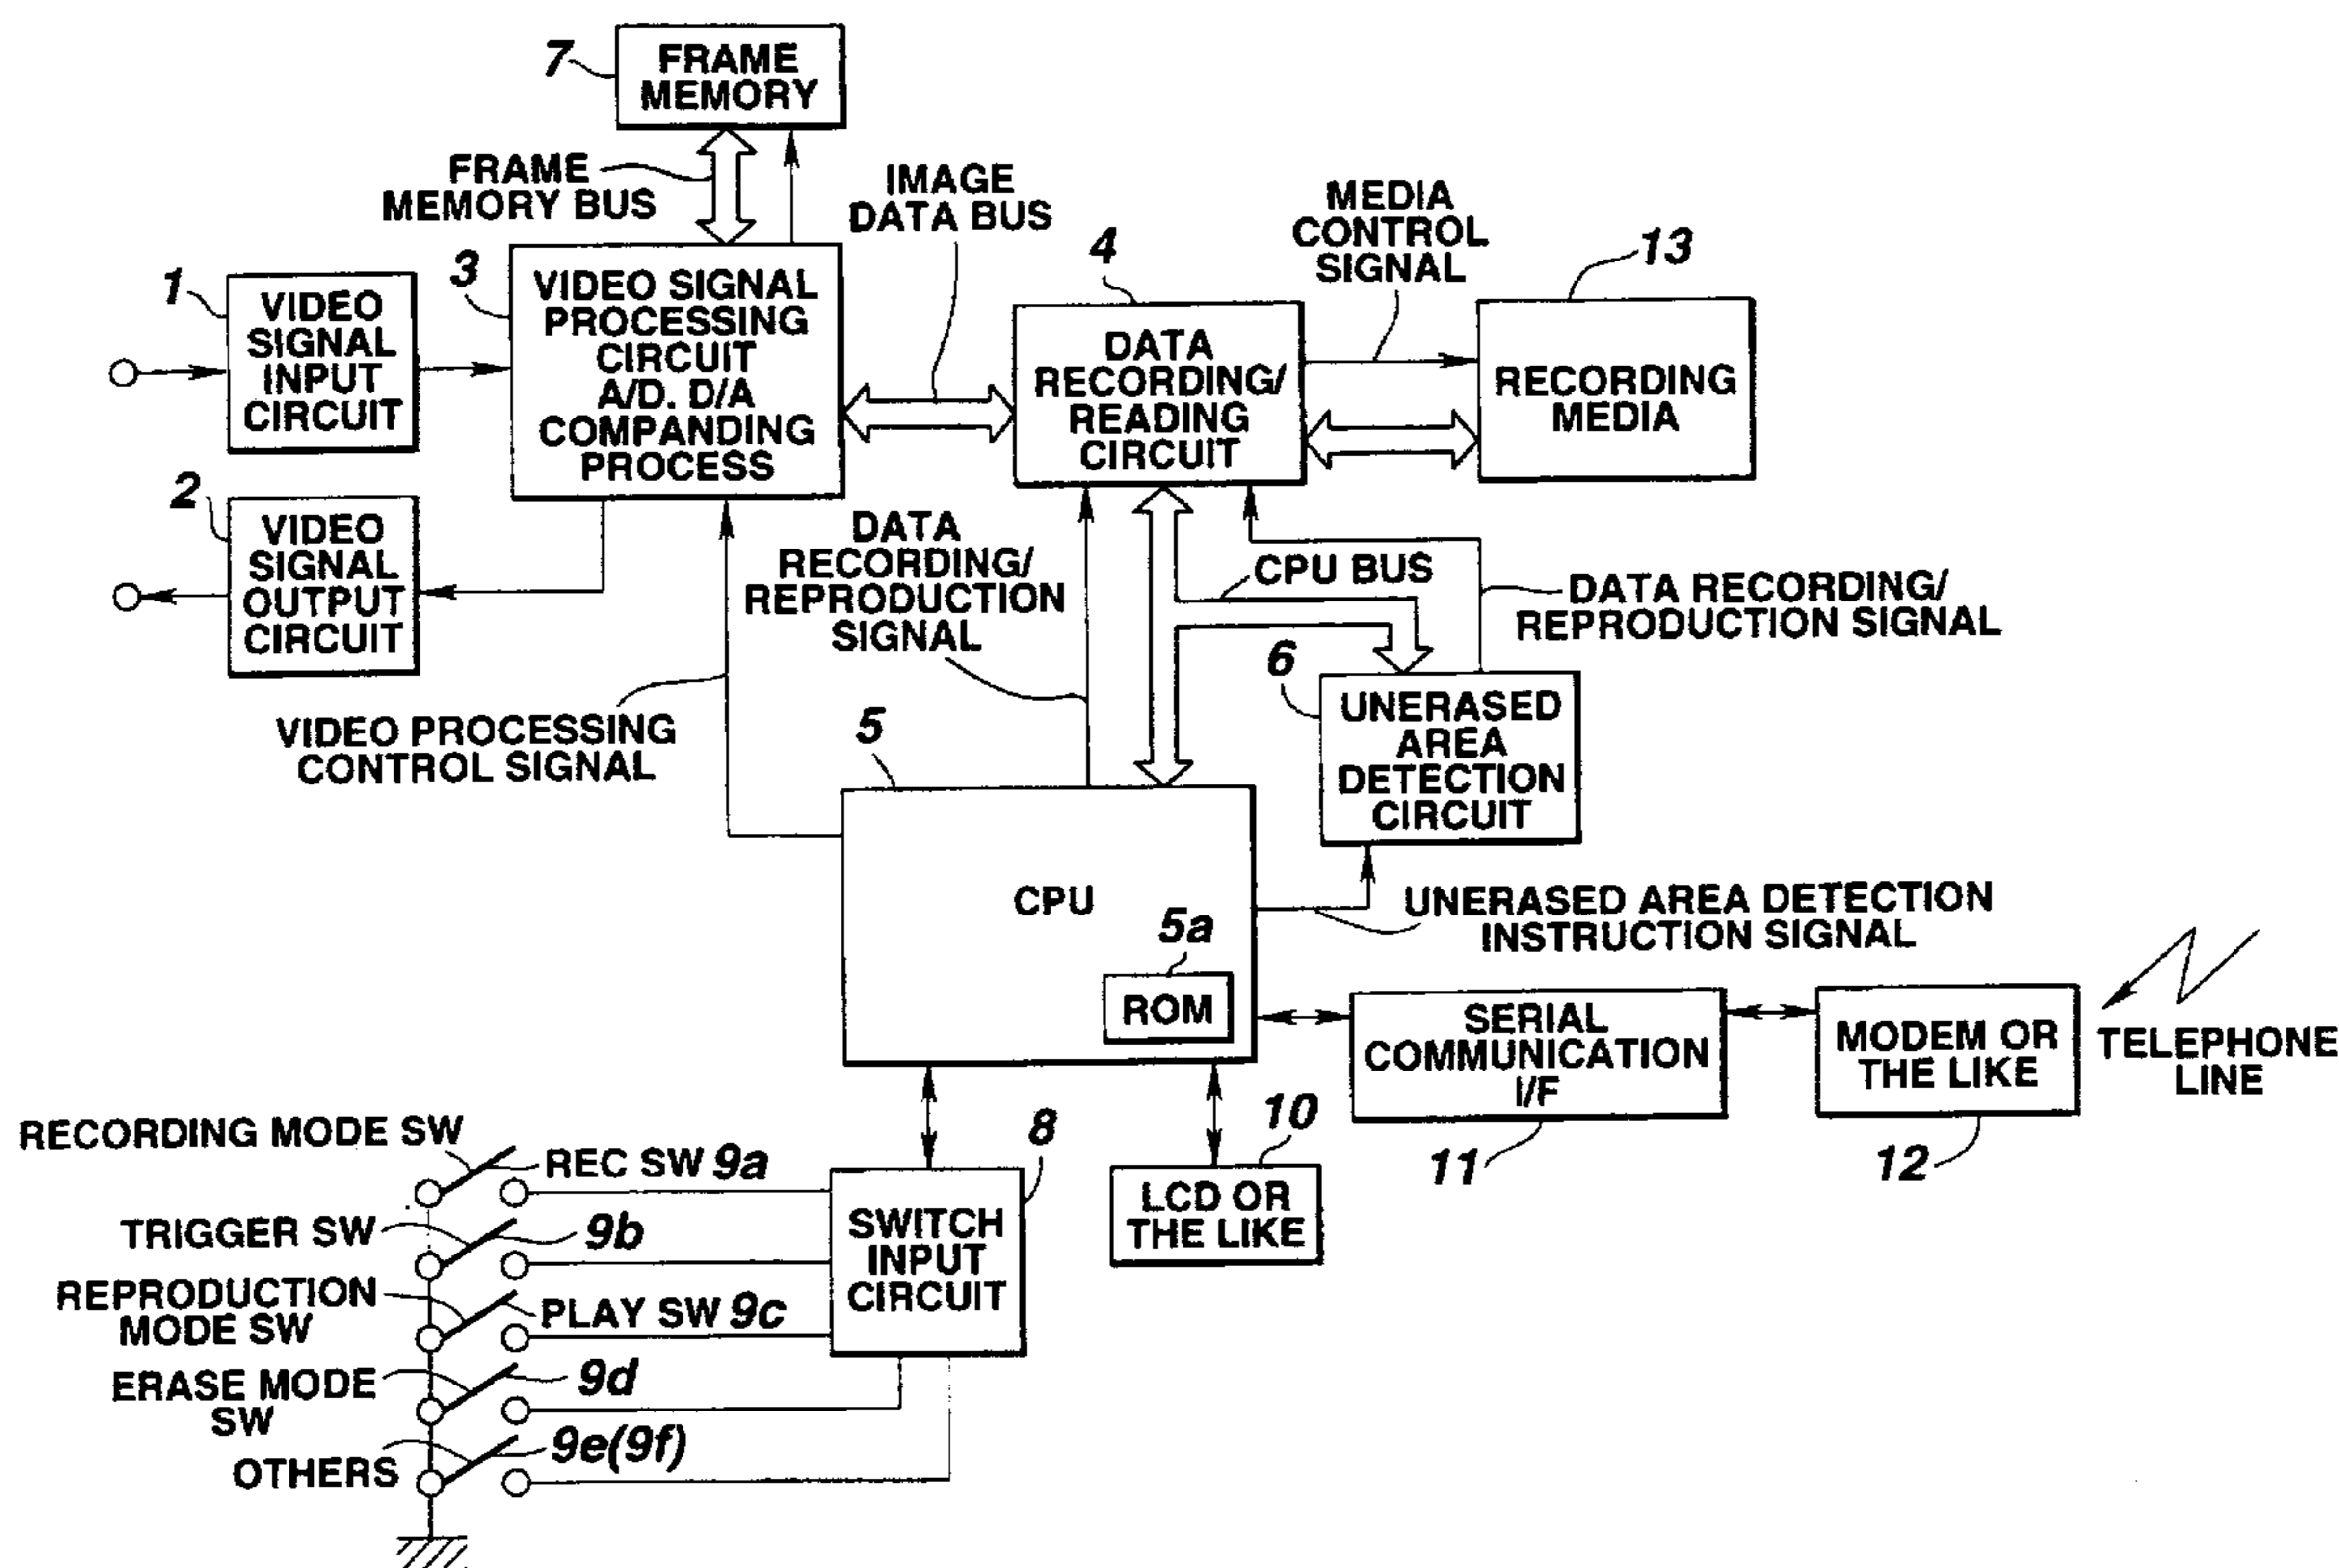 7
FRAME
MEMORY
FRAME
MEMORY BUS
IMAGE
DATA BUS
MEDIA
CONTROL
SIGNAL
1
VIDEO
SIGNAL
INPUT
CIRCUIT
3
VIDEO SIGNAL
PROCESSING
CIRCUIT
A/D. D/A
COMPANDING
PROCESS
4
DATA
RECORDING/
READING
CIRCUIT
13
RECORDING
MEDIA
2
VIDEO
SIGNAL
OUTPUT
CIRCUIT
DATA
RECORDING/
REPRODUCTION
SIGNAL
CPU BUS
DATA RECORDING/
REPRODUCTION SIGNAL
VIDEO PROCESSING
CONTROL SIGNAL
6
UNERASED
AREA
DETECTION
CIRCUIT
5
CPU
5a
ROM
UNERASED AREA DETECTION
INSTRUCTION SIGNAL
SERIAL
COMMUNICATION
I/F
11
MODEM OR
THE LIKE
12
TELEPHONE
LINE
10
LCD OR
THE LIKE
8
SWITCH
INPUT
CIRCUIT
RECORDING MODE SW
REC SW 9a
TRIGGER SW
9b
REPRODUCTION
MODE SW
PLAY SW 9c
ERASE MODE
SW
9d
OTHERS
9e(9f)